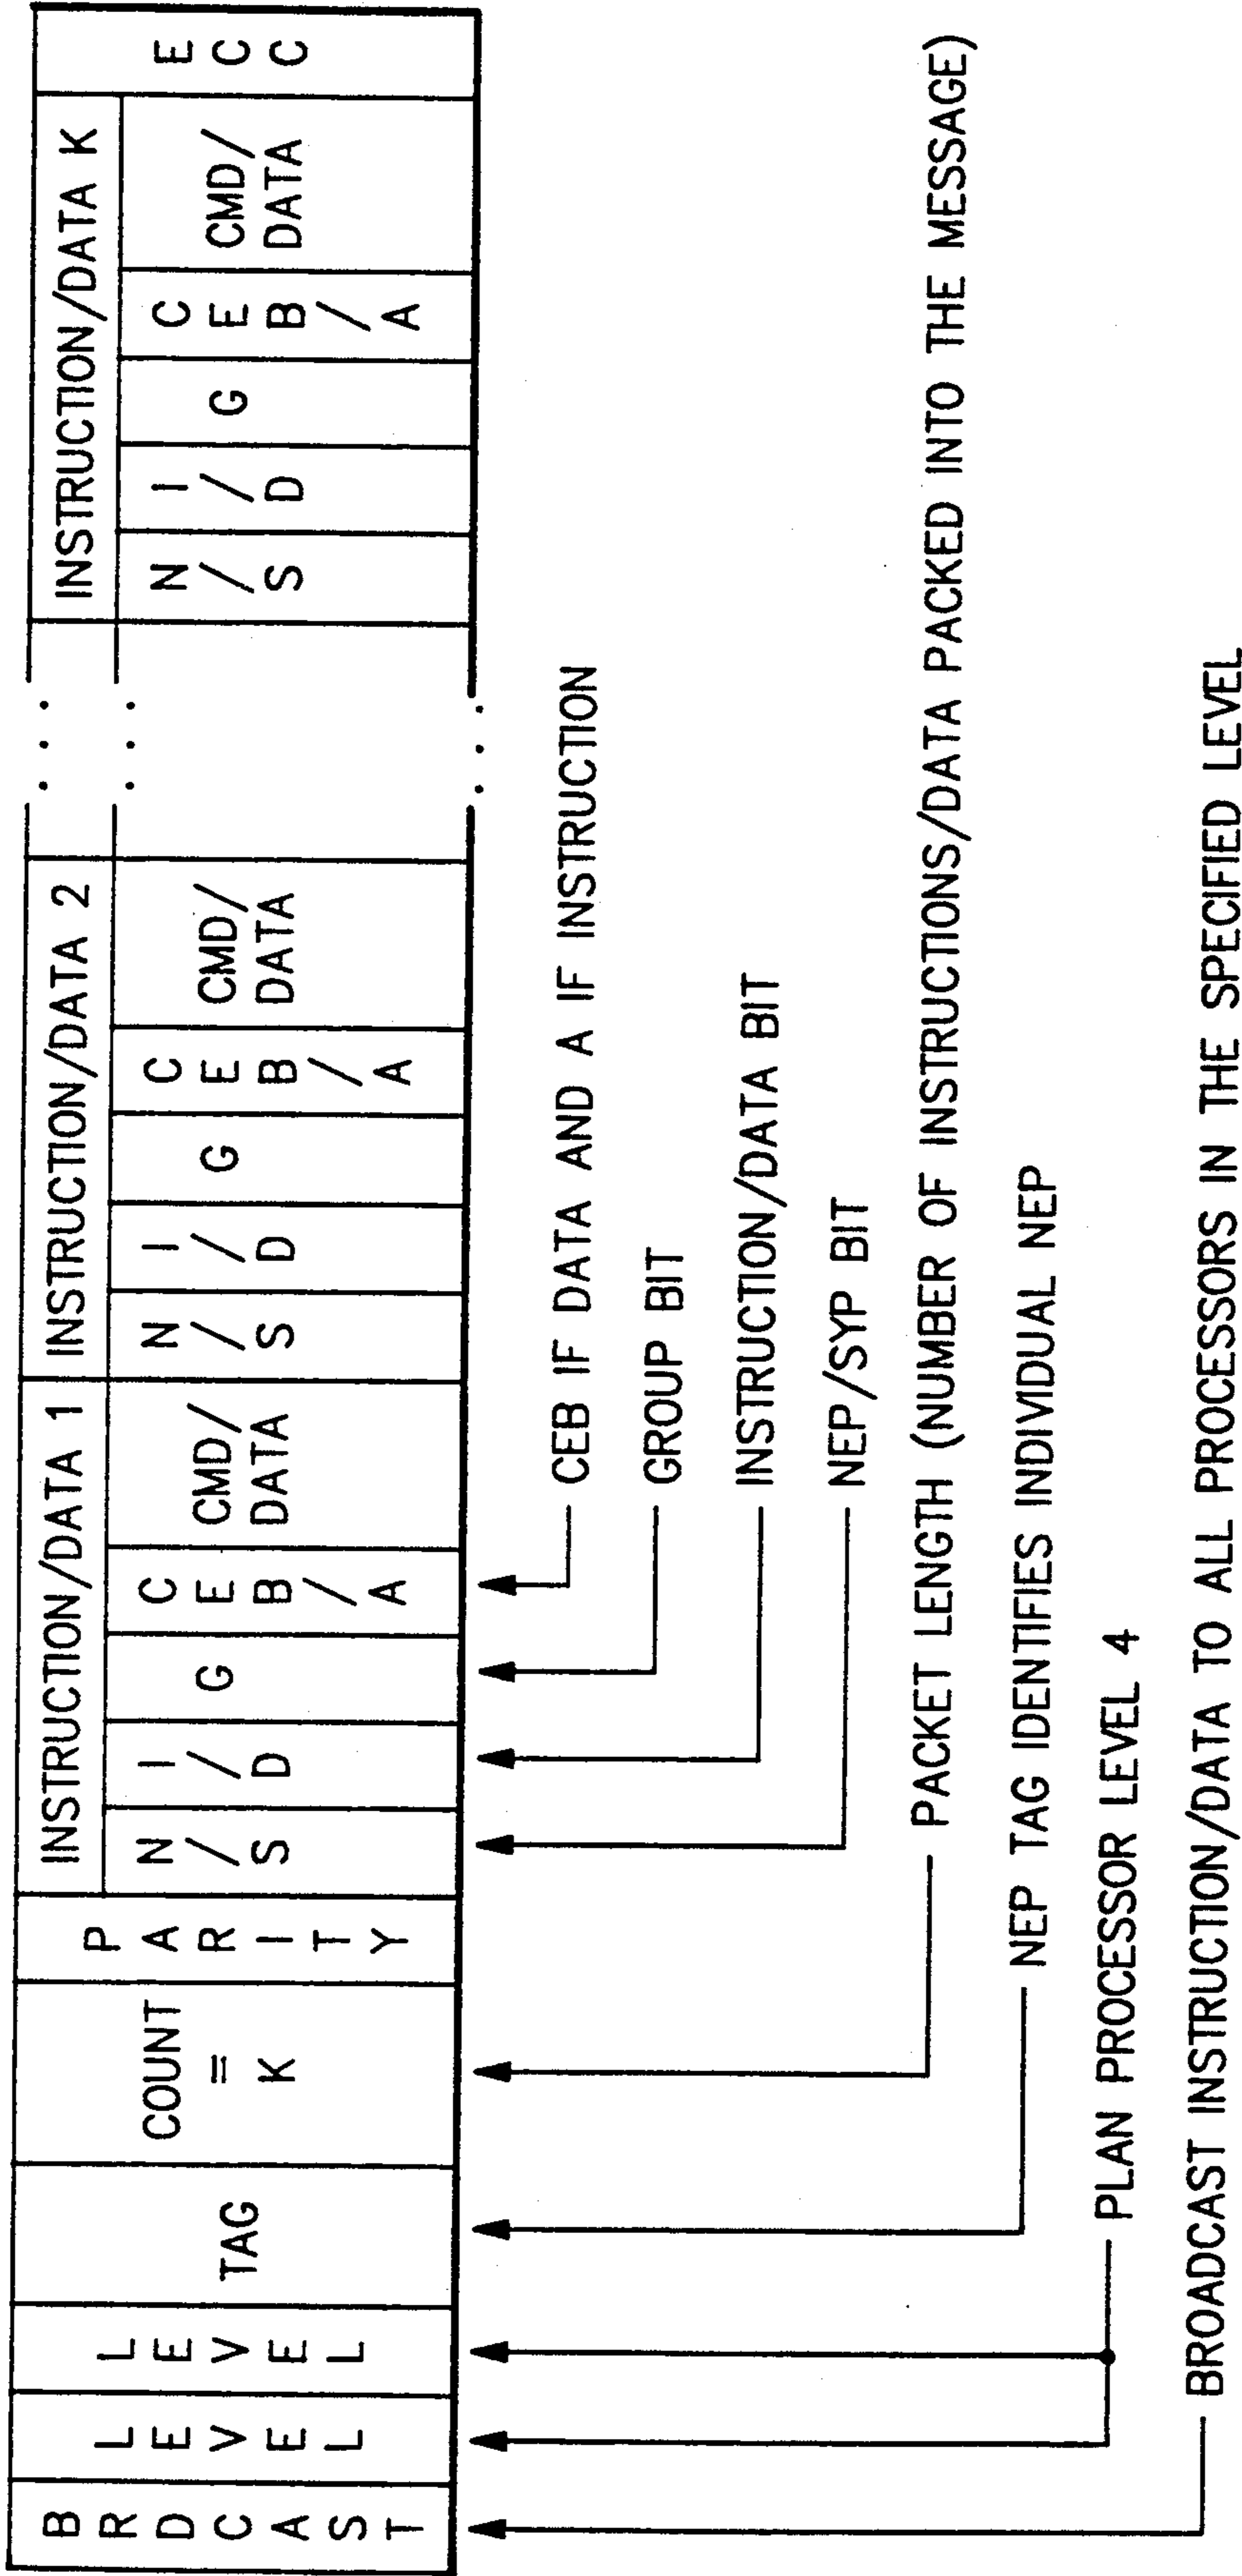 BRDCAST
LEVEL
LEVEL
TAG
COUNT
=
K
PARITY
INSTRUCTION/DATA 1
N/S
I/D
G
CEB/A
CMD/
DATA
INSTRUCTION/DATA 2
N/S
I/D
G
CEB/A
CMD/
DATA
. . .
. . .
. . .
INSTRUCTION/DATA K
N/S
I/D
G
CEB/A
CMD/
DATA
ECC
CEB IF DATA AND A IF INSTRUCTION
GROUP BIT
INSTRUCTION/DATA BIT
NEP/SYP BIT
PACKET LENGTH (NUMBER OF INSTRUCTIONS/DATA PACKED INTO THE MESSAGE)
NEP TAG IDENTIFIES INDIVIDUAL NEP
PLAN PROCESSOR LEVEL 4
BROADCAST INSTRUCTION/DATA TO ALL PROCESSORS IN THE SPECIFIED LEVEL